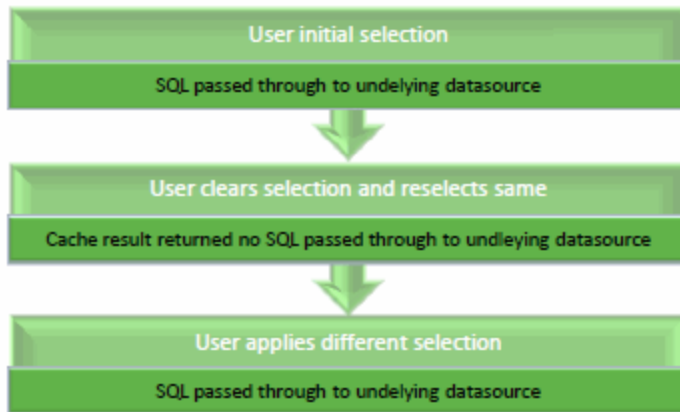 User initial selection
SQL passed through to undelying datasource
User clears selection and reselects same
Cache result returned no SQL passed through to undleying datasource
User applies different selection
SQL passed through to undelying datasource